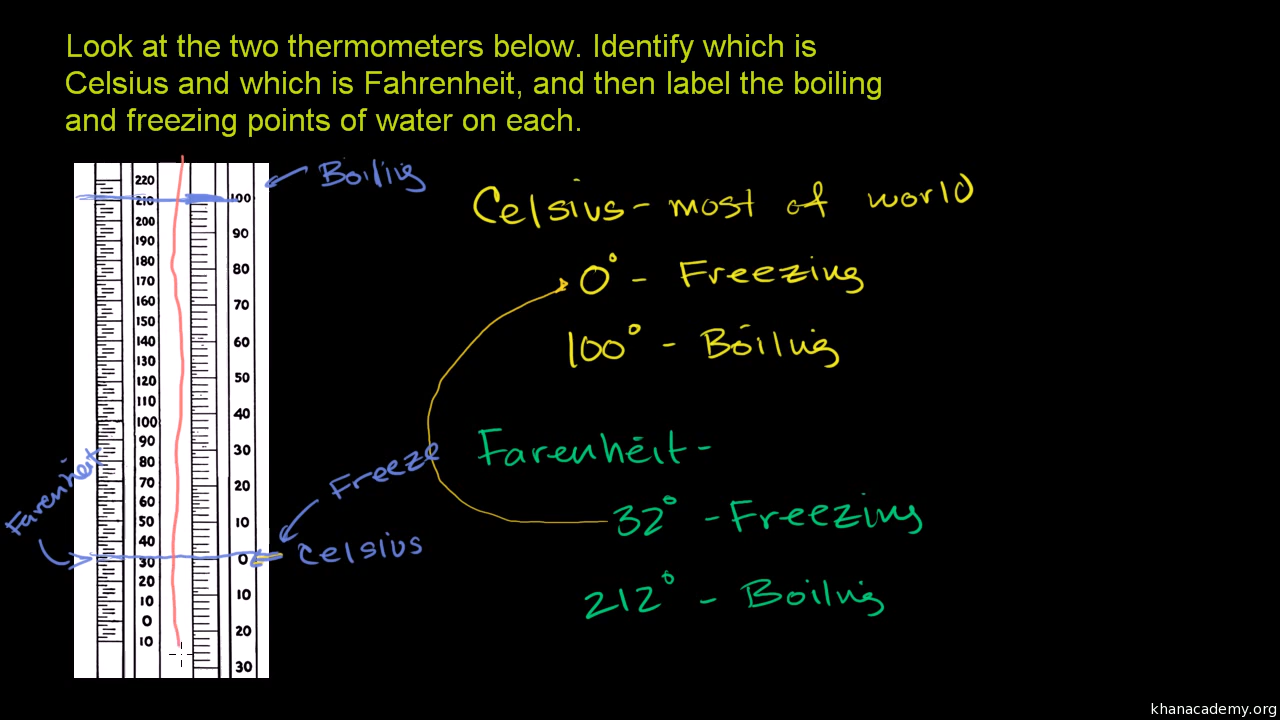 Look at the two thermometers below. Identify which is
Celsius and which is Fahrenheit, and then label the boiling
and freezing points of water on each.
Boiling
Celsius - most of world
0° - Freezing
100° - Boiling
Farenheit -
32° - Freezing
212° - Boiling
Farenheit
Freeze
Celsius
220
210
200
190
180
170
160
150
140
130
120
110
100
90
80
70
60
50
40
30
20
10
0
10
100
90
80
70
60
50
40
30
20
10
0
10
20
30
khanacademy.org